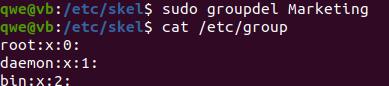 qwe@vb:/etc/skel$ sudo groupdel Marketing
qwe@vb:/etc/skel$ cat /etc/group
root:x:0:
daemon:x:1:
bin:x:2: